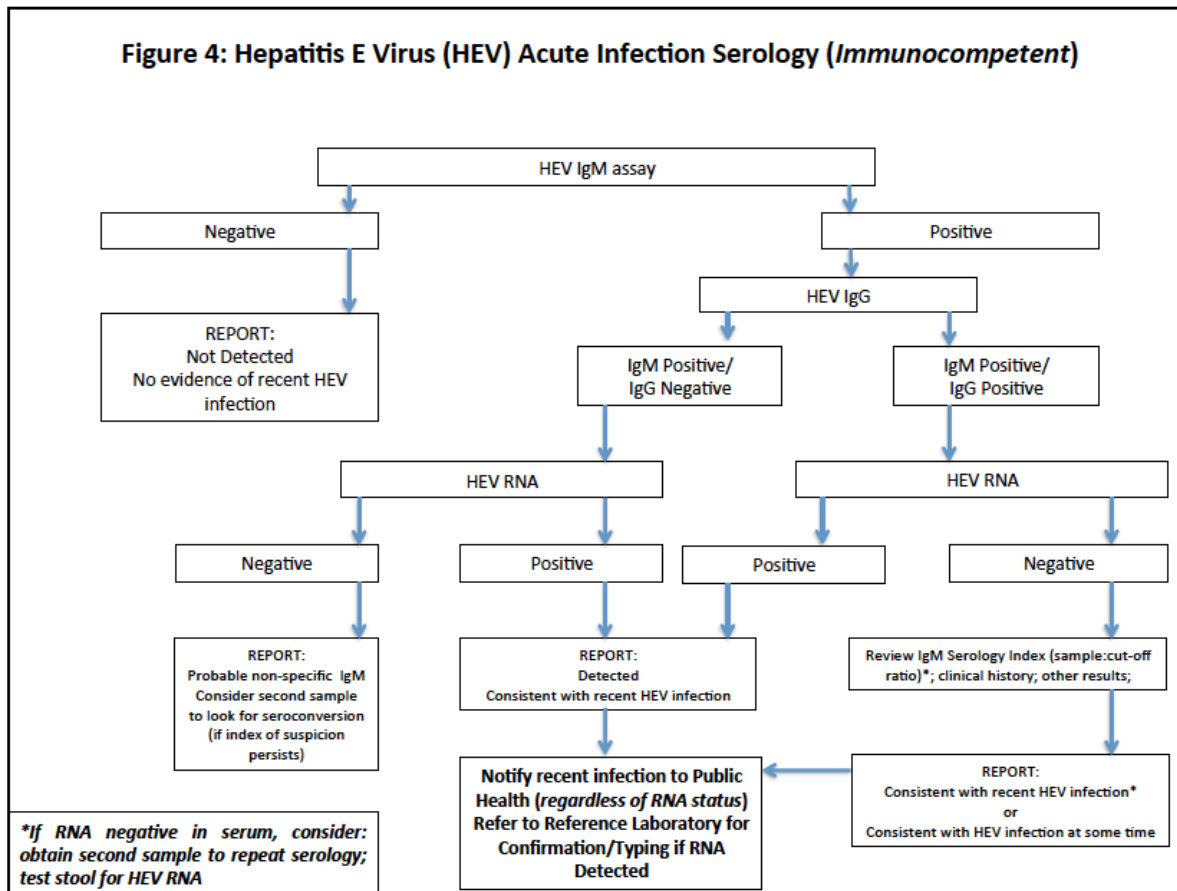 Figure 4: Hepatitis E Virus (HEV) Acute Infection Serology (Immunocompetent)
HEV IgM assay
Negative
Positive
HEV IgG
REPORT:
Not Detected
No evidence of recent HEV
infection
IgM Positive/
IgG Negative
IgM Positive/
IgG Positive
HEV RNA
HEV RNA
Negative
Positive
Positive
Negative
REPORT:
Probable non-specific IgM
Consider second sample
to look for seroconversion
(if index of suspicion
persists)
REPORT:
Detected
Consistent with recent HEV infection
Review IgM Serology Index (sample:cut-off
ratio)*; clinical history; other results;
Notify recent infection to Public
Health (regardless of RNA status)
Refer to Reference Laboratory for
Confirmation/Typing if RNA
Detected
REPORT:
Consistent with recent HEV infection*
or
Consistent with HEV infection at some time
*If RNA negative in serum, consider:
obtain second sample to repeat serology;
test stool for HEV RNA